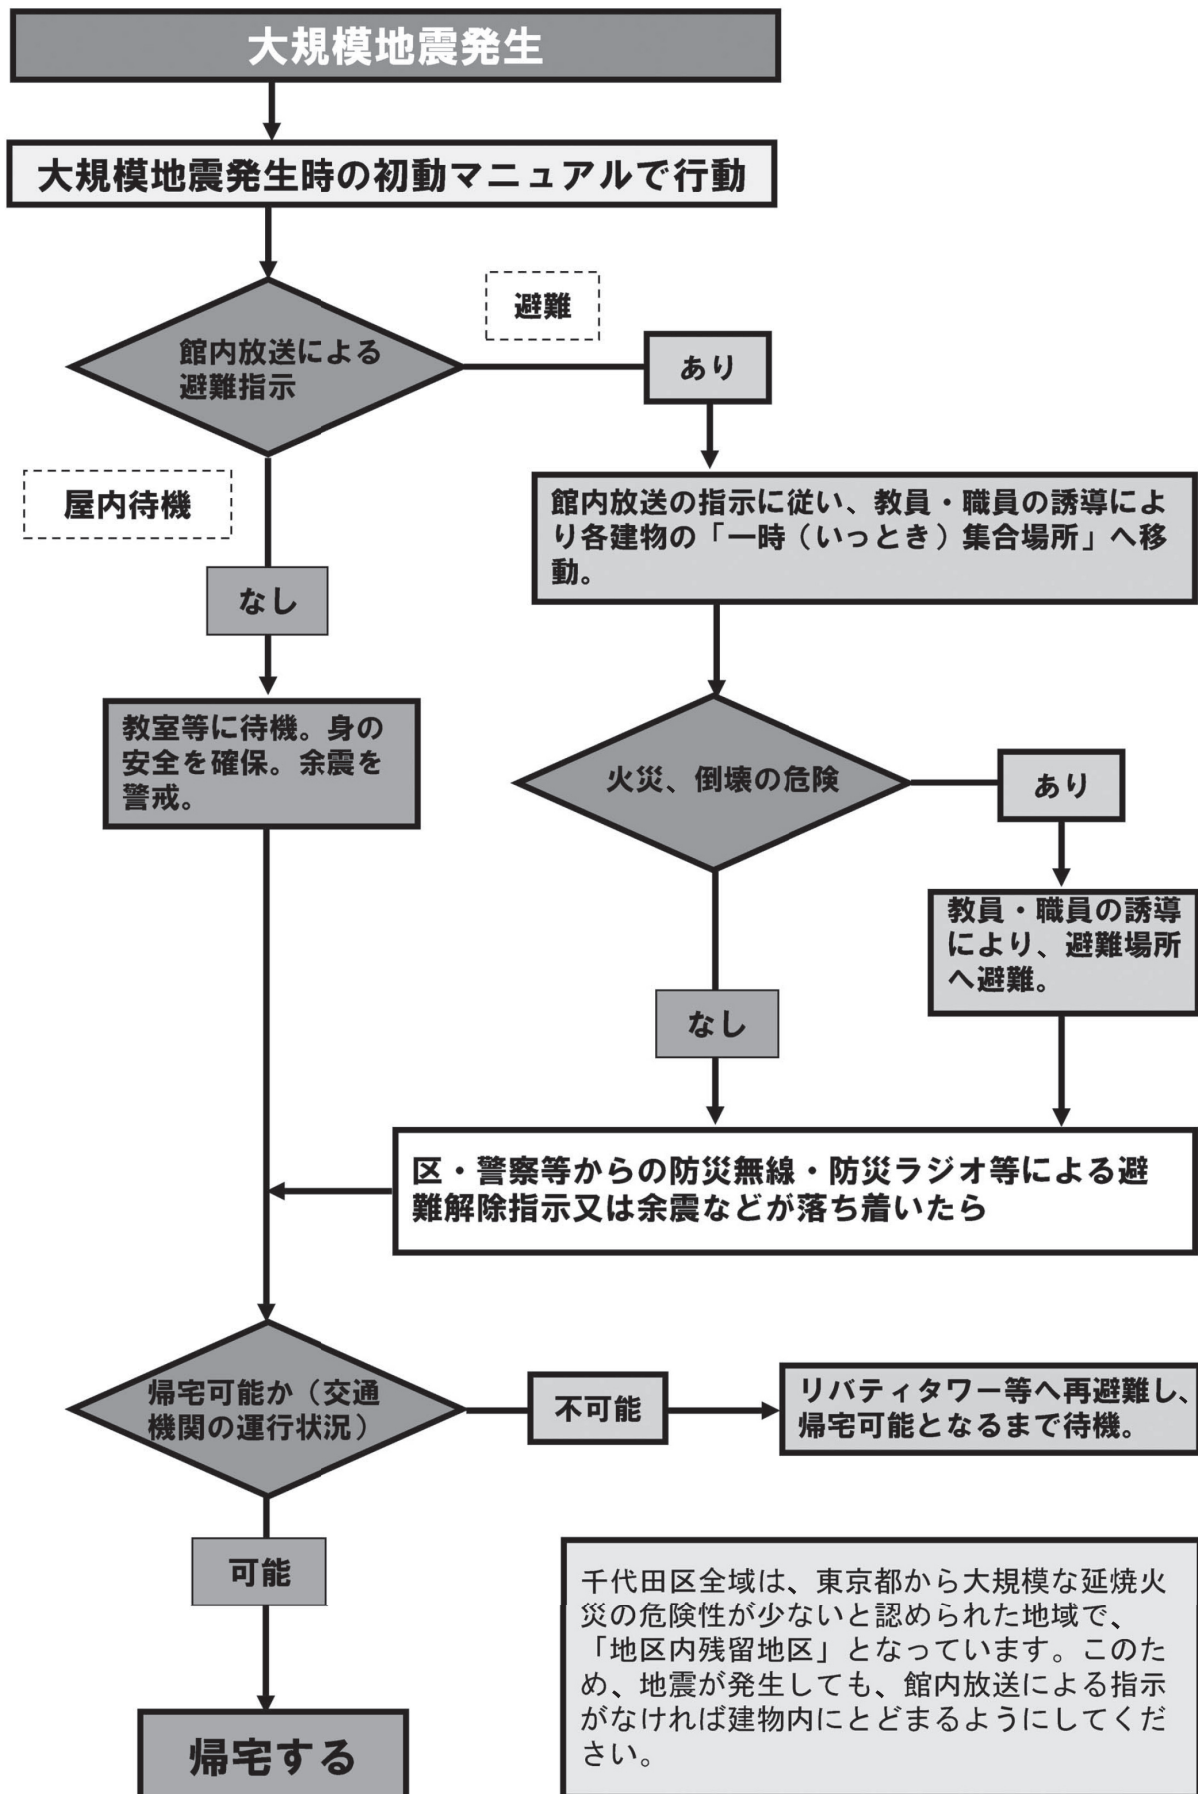 大規模地震発生
大規模地震発生時の初動マニュアルで行動
避難
館内放送による
避難指示
あり
屋内待機
館内放送の指示に従い、教員・職員の誘導によ
り各建物の「一時（いっとき）集合場所」へ移
動。
なし
教室等に待機。身の
安全を確保。余震を
警戒。
火災、倒壊の危険
あり
教員・職員の誘導
により、避難場所
へ避難。
なし
区・警察等からの防災無線・防災ラジオ等による避
難解除指示又は余震などが落ち着いたら
帰宅可能か（交通
機関の運行状況）
不可能
リバティタワー等へ再避難し、
帰宅可能となるまで待機。
可能
帰宅する
千代田区全域は、東京都から大規模な延焼火
災の危険性が少ないと認められた地域で、
「地区内残留地区」となっています。このた
め、地震が発生しても、館内放送による指示
がなければ建物内にとどまるようにしてくだ
さい。